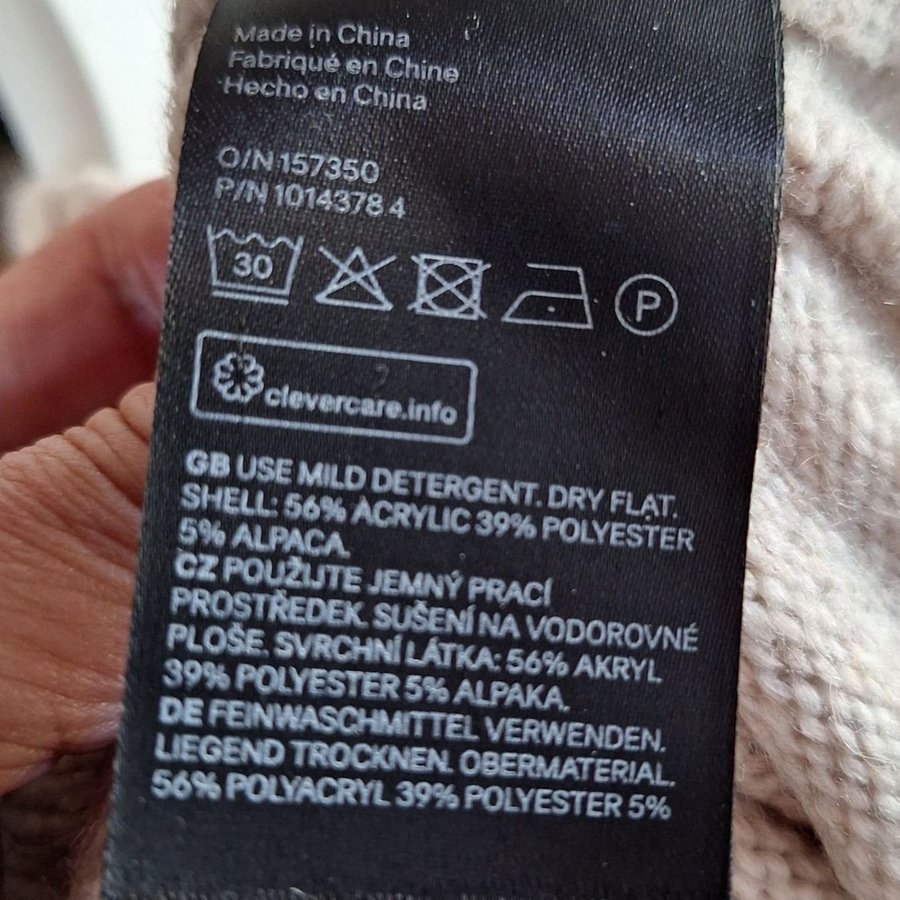 Made in China
Fabriqué en Chine
Hecho en China
O/N 157350
P/N 1014378 4
30
P
clevercare.info
GB USE MILD DETERGENT. DRY FLAT.
SHELL: 56% ACRYLIC 39% POLYESTER
5% ALPACA.
CZ POUŽIJTE JEMNÝ PRACÍ
PROSTŘEDEK. SUŠENÍ NA VODOROVNÉ
PLOŠE. SVRCHNÍ LÁTKA: 56% AKRYL
39% POLYESTER 5% ALPAKA.
DE FEINWASCHMITTEL VERWENDEN.
LIEGEND TROCKNEN. OBERMATERIAL.
56% POLYACRYL 39% POLYESTER 5%